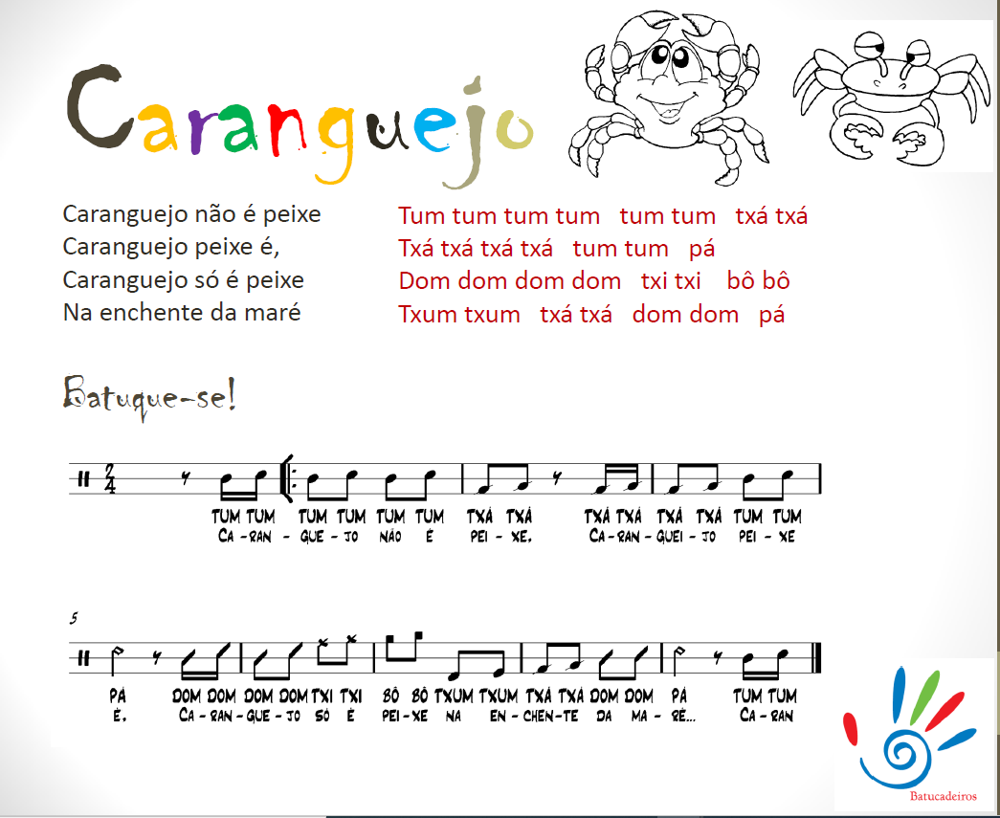 Caranguejo
Caranguejo não é peixe
Caranguejo peixe é,
Caranguejo só é peixe
Na enchente da maré
Tum tum tum tum tum tum txá txá
Txá txá txá txá tum tum pá
Dom dom dom dom txi txi bô bô
Txum txum txá txá dom dom pá
Batuque-se!
2
4
TUM TUM TUM TUM TUM TUM TXÁ TXÁ TXÁ TXÁ TXÁ TXÁ TUM TUM
CA - RAN - GUE - JO NÃO É PEI - XE. CA - RAN - GUEI - JO PEI - XE
5
PÁ DOM DOM DOM DOM TXI TXI BÔ BÔ TXUM TXUM TXÁ TXÁ DOM DOM PÁ TUM TUM
É. CA - RAN - GUE - JO SÓ É PEI - XE NA EN - CHEN - TE DA MA - RÉ... CA - RAN
Batucadeiros